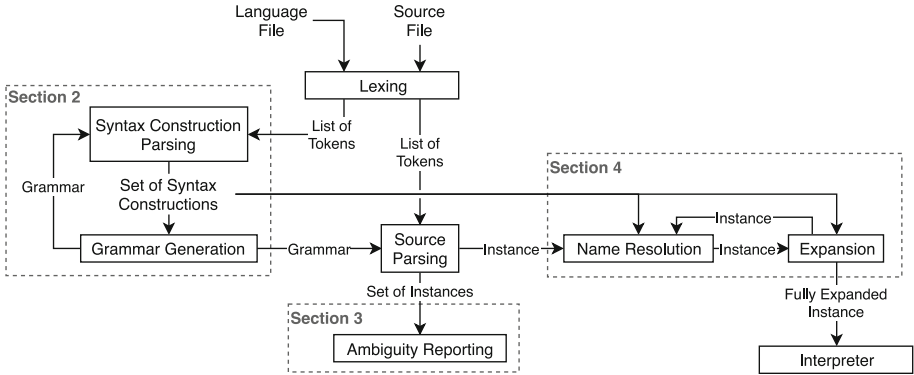 Language
File
Source
File
Lexing
Section 2
Syntax Construction
Parsing
List of
Tokens
List of
Tokens
Grammar
Set of Syntax
Constructions
Grammar Generation
Grammar
Source
Parsing
Instance
Section 4
Instance
Name Resolution
Instance
Expansion
Set of Instances
Section 3
Ambiguity Reporting
Fully Expanded
Instance
Interpreter